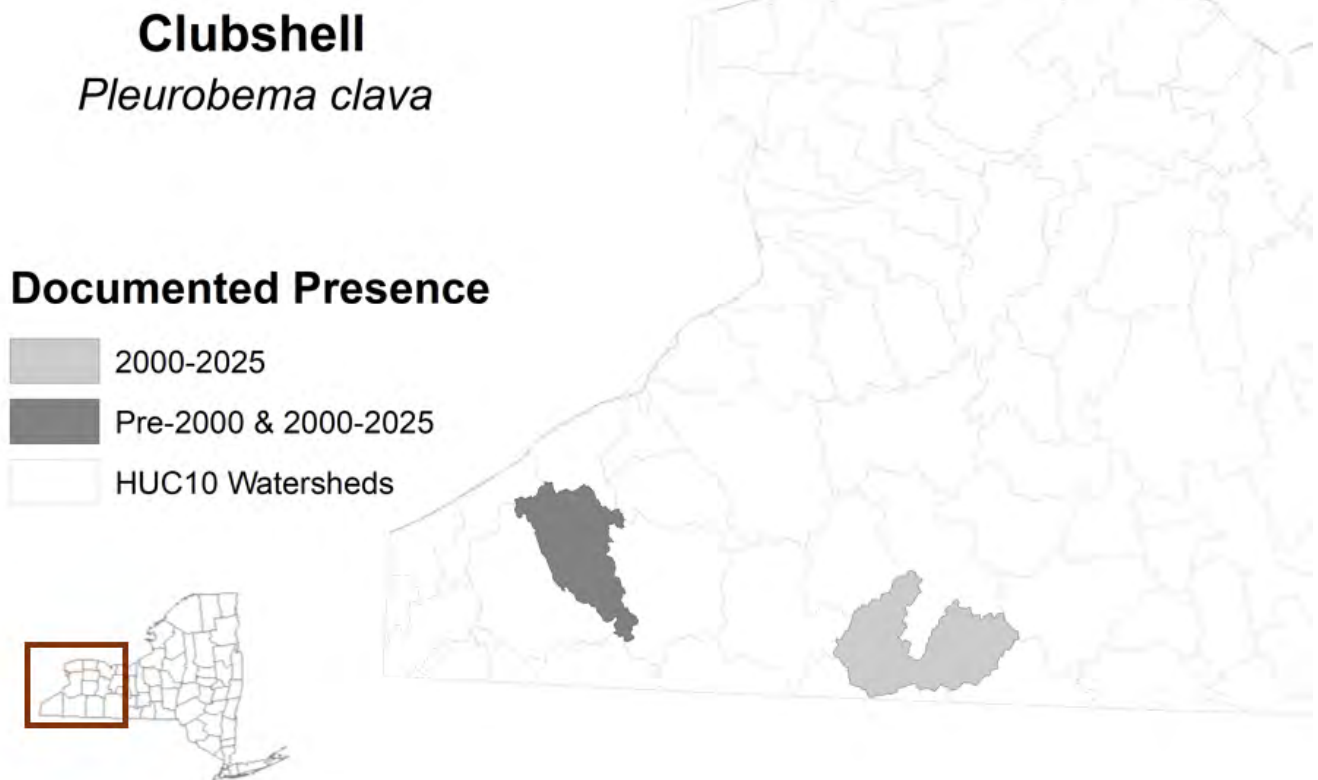 Clubshell
Pleurobema clava
Documented Presence
2000-2025
Pre-2000 & 2000-2025
HUC10 Watersheds